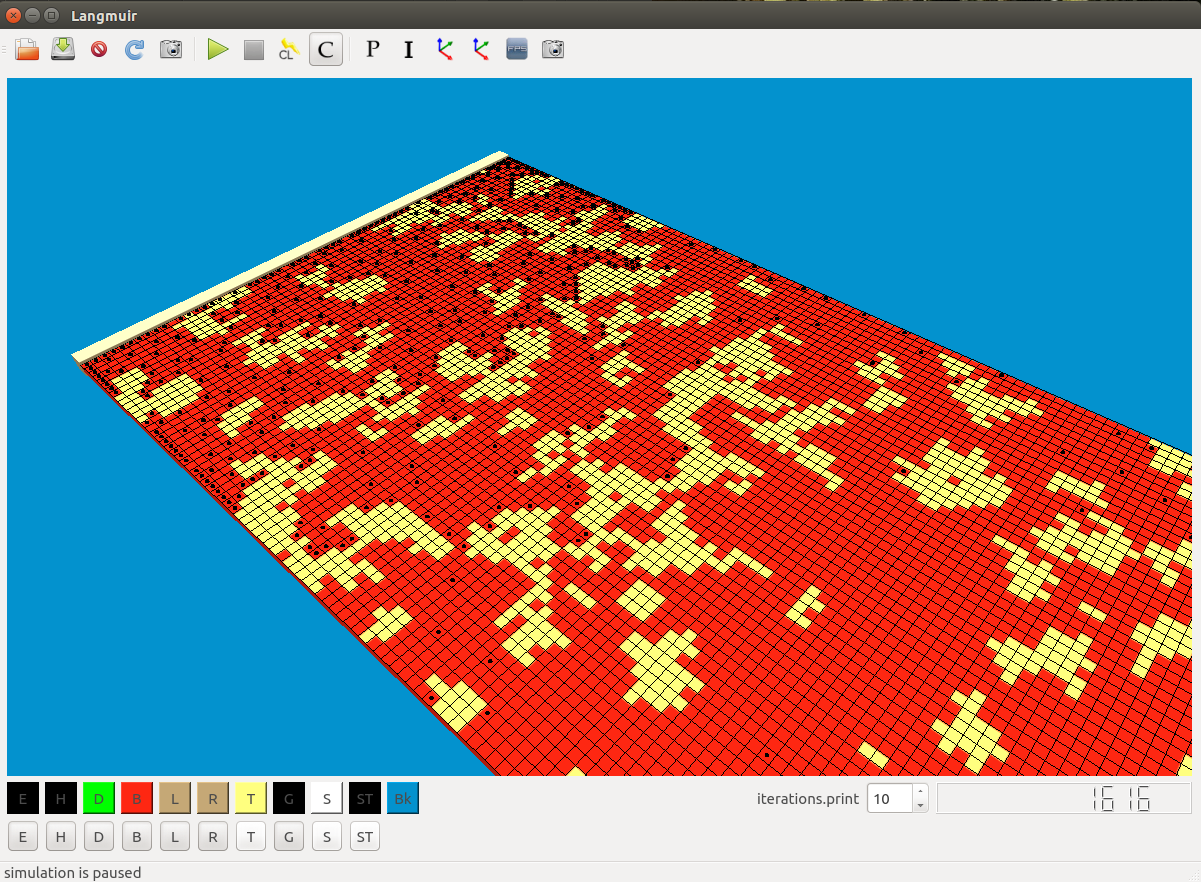 Langmuir
CL C P I FPS
E H D B L R T G S ST Bk
iterations.print 10 1616
E H D B L R T G S ST
simulation is paused